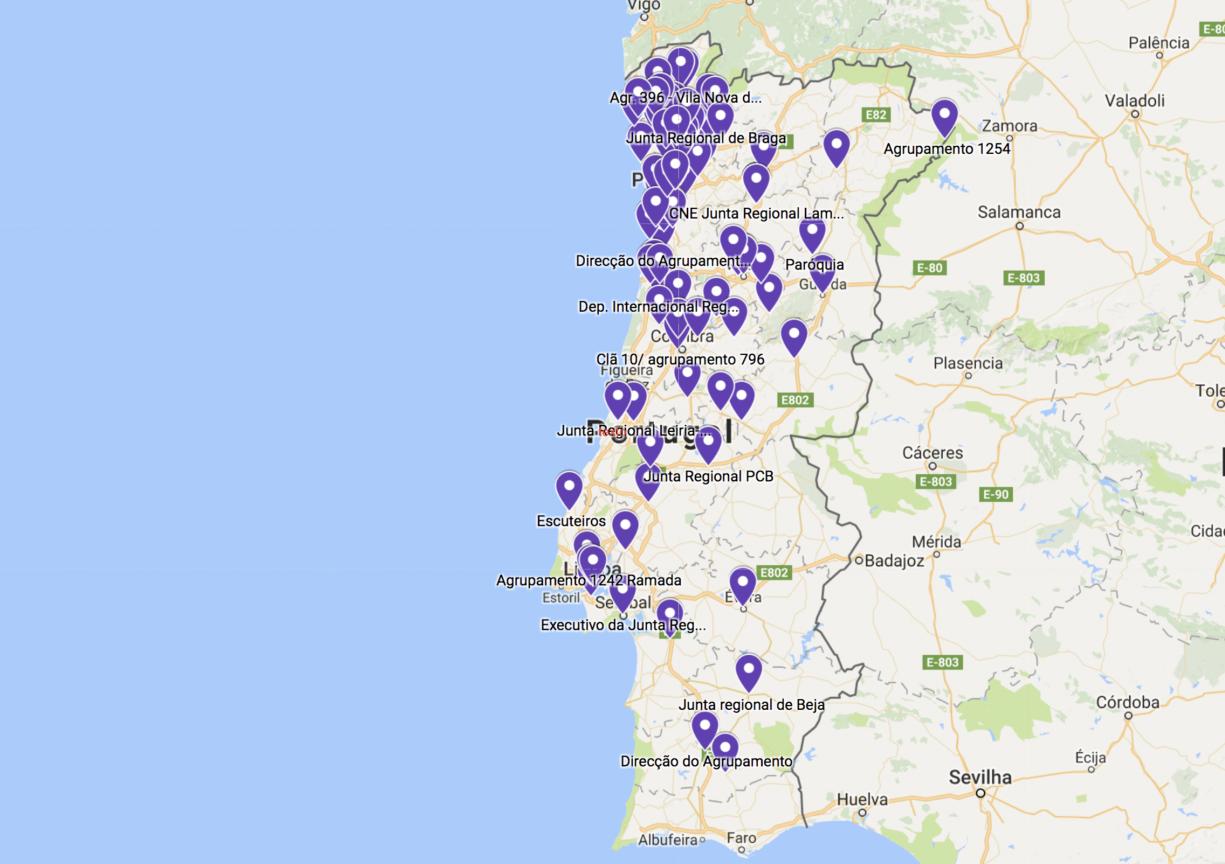 Vigo
E-80
Palência
Valadoli
Agr. 396 - Vila Nova d...
E82
Zamora
Junta Regional de Braga
Agrupamento 1254
P
CNE Junta Regional Lam...
Salamanca
Direcção do Agrupament...
Paróquia
E-80
E-803
Guarda
Dep. Internacional Reg...
Coimbra
Clã 10/ agrupamento 796
Figueira
Plasencia
Tole
E802
Junta Regional Leiria-...
Portugal
Cáceres
Junta Regional PCB
E-803
E-90
Escuteiros
Cidad
Mérida
Badajoz
Lisboa
E802
Agrupamento 1242 Ramada
Estoril
Setúbal
Évora
Executivo da Junta Reg...
E-803
Junta regional de Beja
Córdoba
Direcção do Agrupamento
Écija
Sevilha
Huelva
Albufeira
Faro